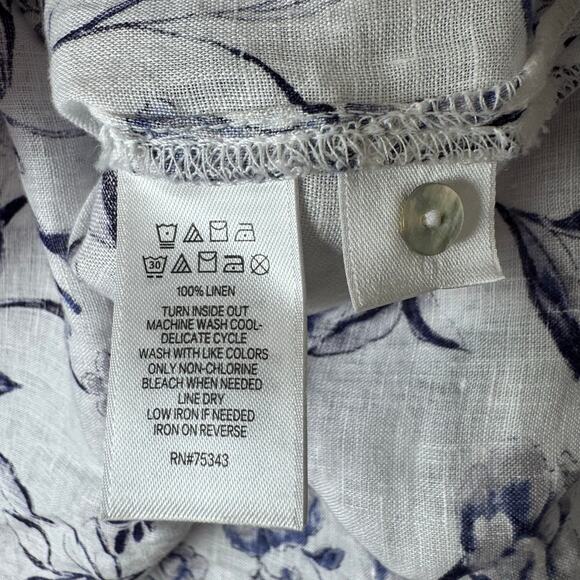 30
100% LINEN
TURN INSIDE OUT
MACHINE WASH COOL-
DELICATE CYCLE
WASH WITH LIKE COLORS
ONLY NON-CHLORINE
BLEACH WHEN NEEDED
LINE DRY
LOW IRON IF NEEDED
IRON ON REVERSE
RN#75343